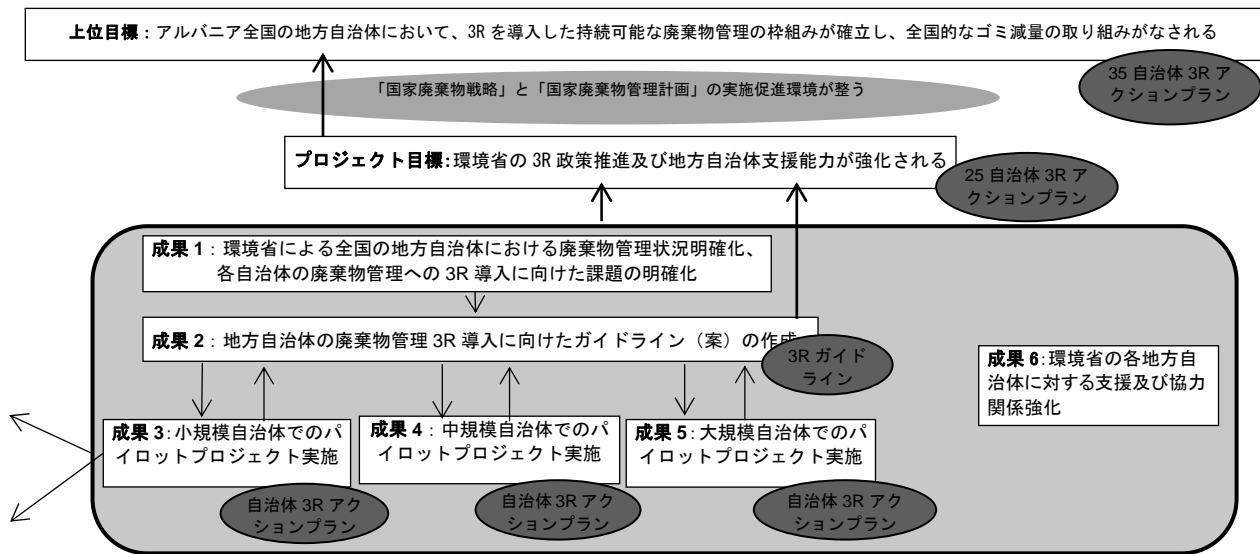 上位目標：アルバニア全国の地方自治体において、3Rを導入した持続可能な廃棄物管理の枠組みが確立し、全国的なゴミ減量の取り組みがなされる
35 自治体 3R ア
クションプラン
「国家廃棄物戦略」と「国家廃棄物管理計画」の実施促進環境が整う
プロジェクト目標：環境省の 3R 政策推進及び地方自治体支援能力が強化される
25 自治体 3R ア
クションプラン
成果 1：環境省による全国の地方自治体における廃棄物管理状況明確化、
各自治体の廃棄物管理への 3R 導入に向けた課題の明確化
成果 2：地方自治体の廃棄物管理 3R 導入に向けたガイドライン（案）の作成
3R ガイド
ライン
成果 6：環境省の各地方自
治体に対する支援及び協力
関係強化
成果 3：小規模自治体でのパ
イロットプロジェクト実施
成果 4：中規模自治体でのパ
イロットプロジェクト実施
成果 5：大規模自治体でのパ
イロットプロジェクト実施
自治体 3R アク
ションプラン
自治体 3R アク
ションプラン
自治体 3R アク
ションプラン